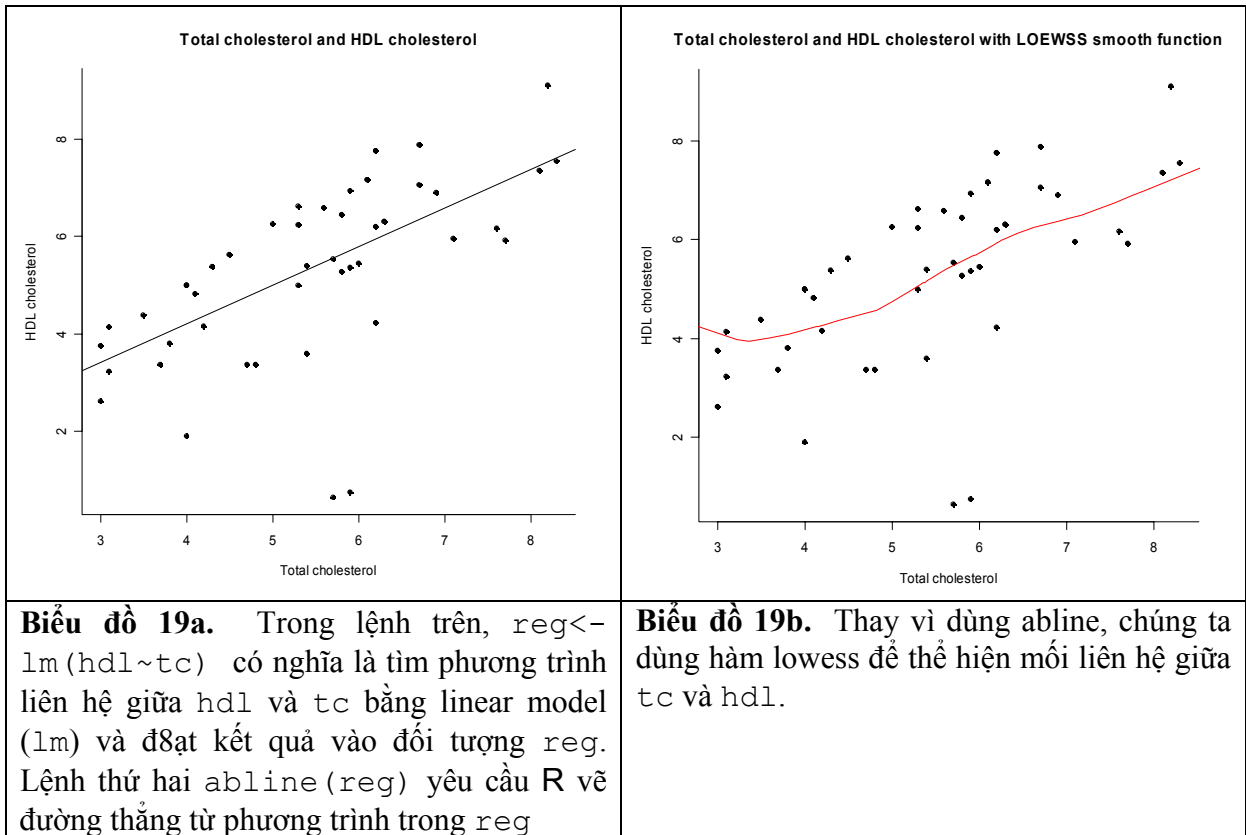 Total cholesterol and HDL cholesterol
8
6
4
2
HDL cholesterol
3 4 5 6 7 8
Total cholesterol
Biểu đồ 19a. Trong lệnh trên, reg<-
lm(hdl~tc) có nghĩa là tìm phương trình
liên hệ giữa hdl và tc bằng linear model
(lm) và đ8ạt kết quả vào đối tượng reg.
Lệnh thứ hai abline(reg) yêu cầu R vẽ
đường thẳng từ phương trình trong reg
Total cholesterol and HDL cholesterol with LOEWSS smooth function
8
6
4
2
HDL cholesterol
3 4 5 6 7 8
Total cholesterol
Biểu đồ 19b. Thay vì dùng abline, chúng ta
dùng hàm lowess để thể hiện mối liên hệ giữa
tc và hdl.